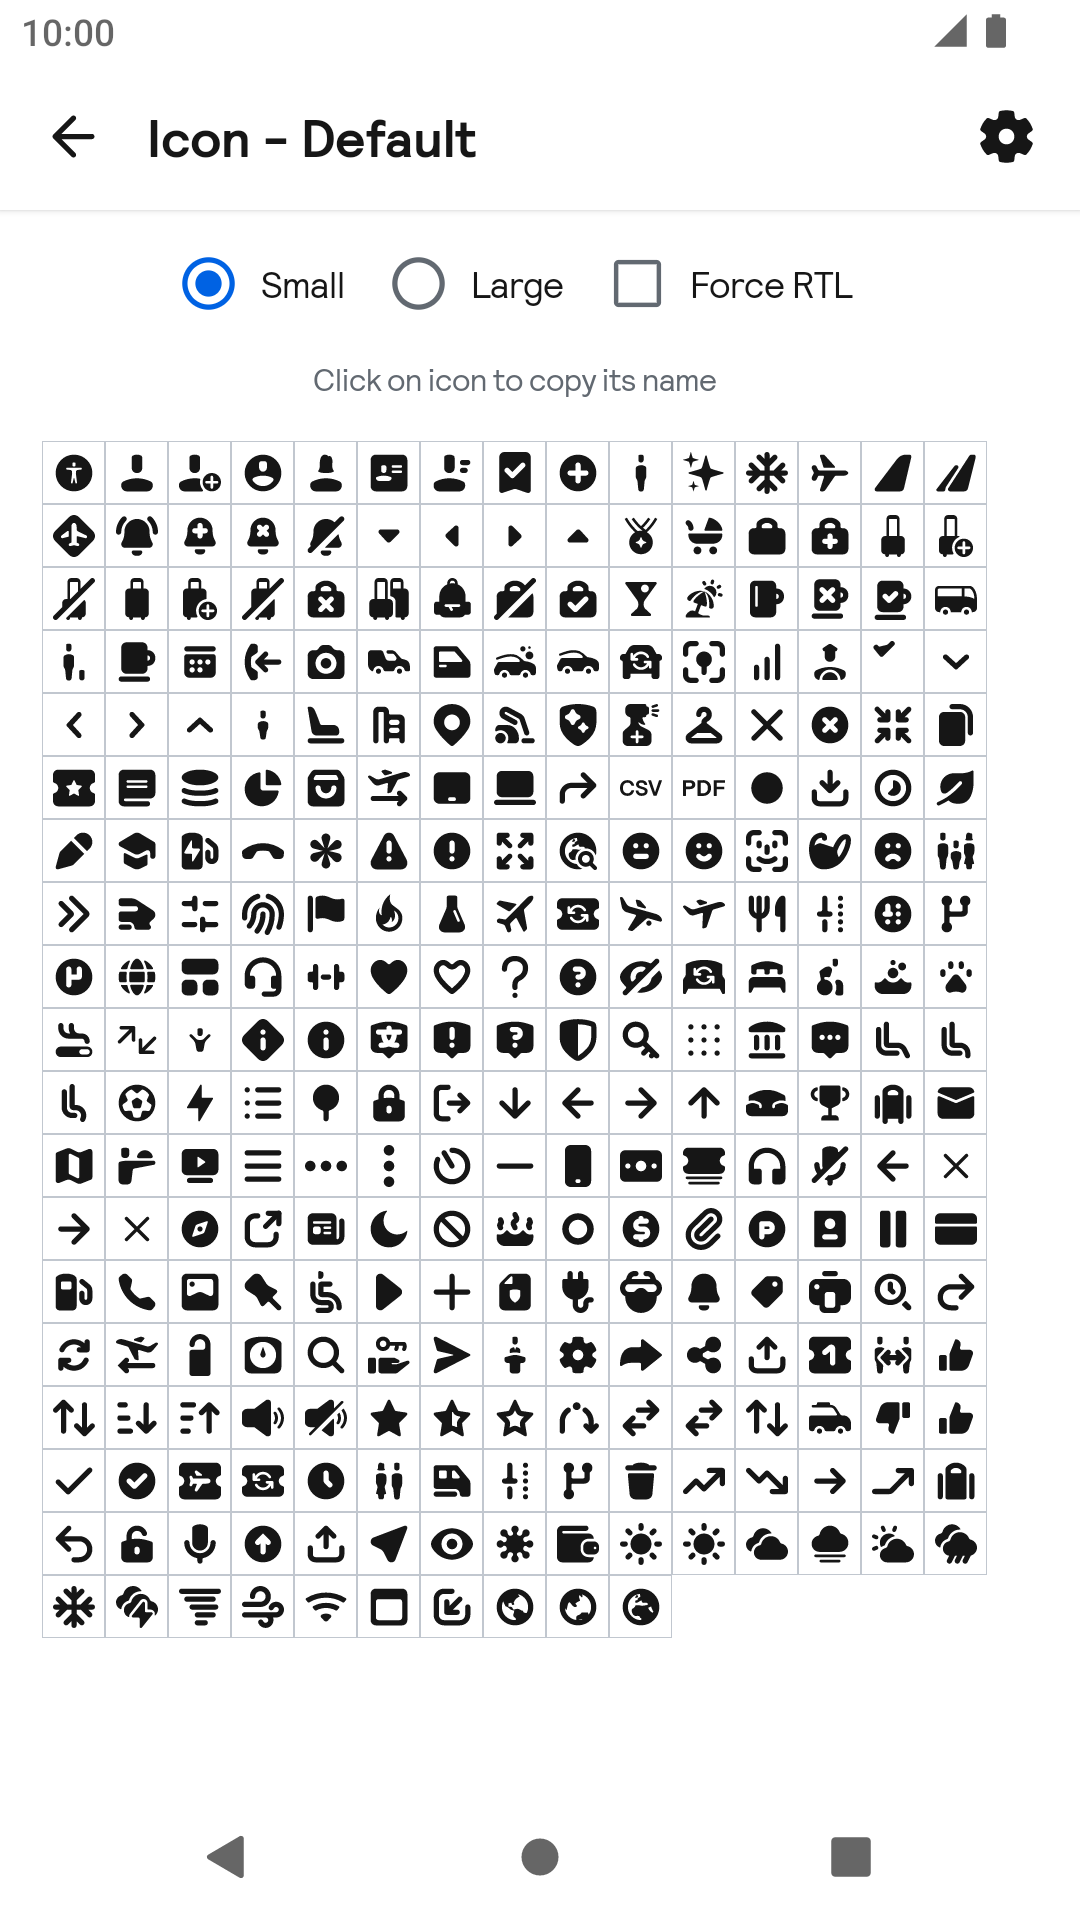 10:00
Icon - Default
Small Large Force RTL
Click on icon to copy its name
CSV PDF